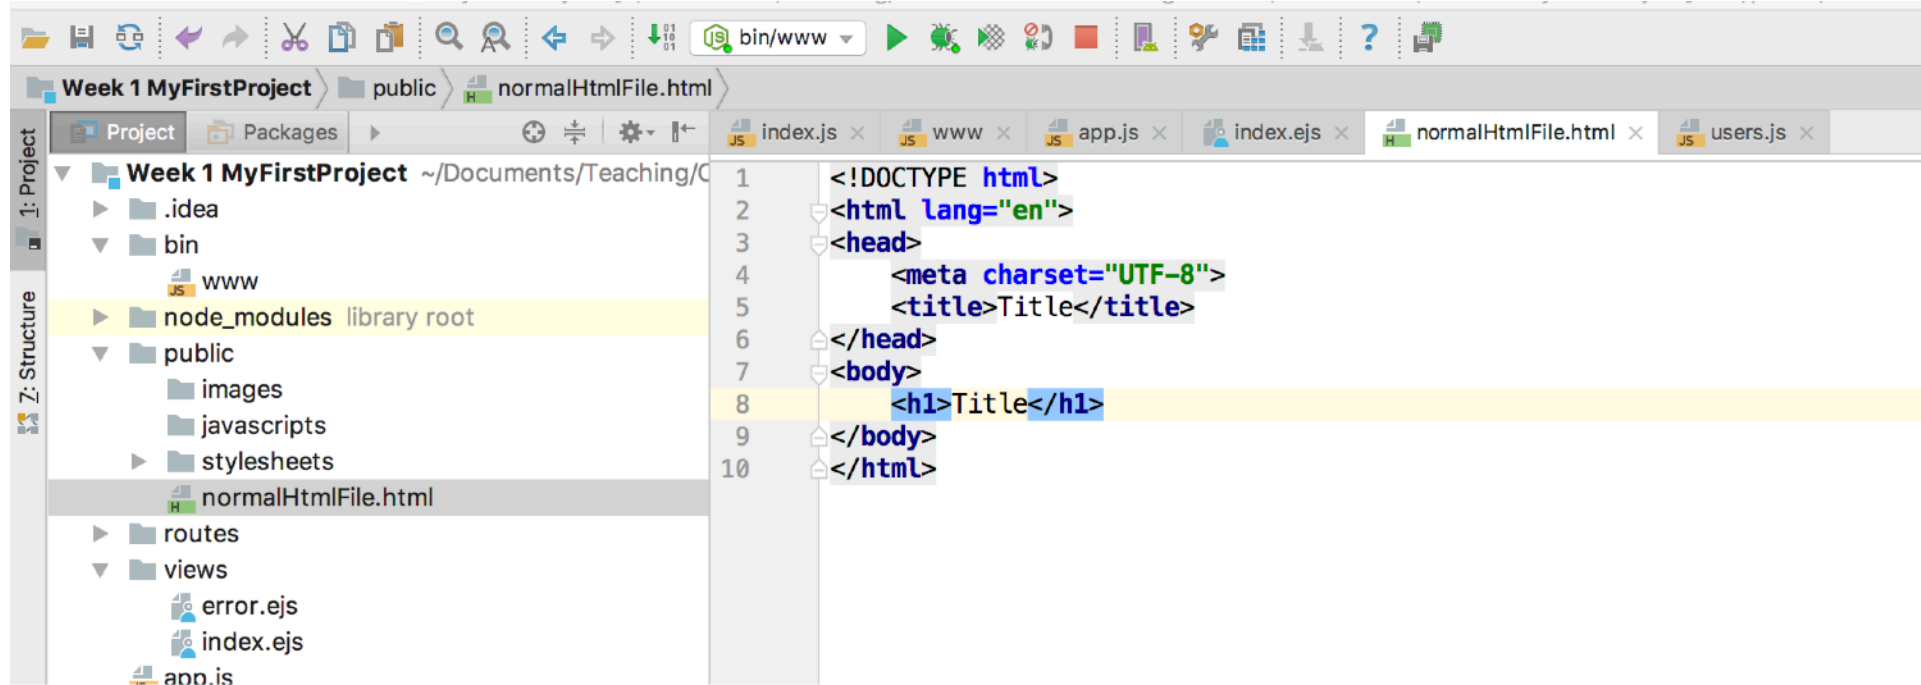 bin/www
Week 1 MyFirstProject public normalHtmlFile.html
Project Packages
index.js www app.js index.ejs normalHtmlFile.html users.js
1: Project
Z: Structure
Week 1 MyFirstProject ~/Documents/Teaching/
.idea
bin
www
node_modules library root
public
images
javascripts
stylesheets
normalHtmlFile.html
routes
views
error.ejs
index.ejs
app.js
1 <!DOCTYPE html>
2 <html lang="en">
3 <head>
4 <meta charset="UTF-8">
5 <title>Title</title>
6 </head>
7 <body>
8 <h1>Title</h1>
9 </body>
10 </html>